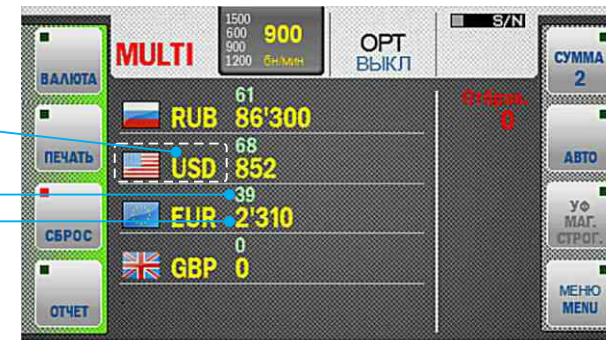 ВАЛЮТА
ПЕЧАТЬ
СБРОС
ОТЧЕТ
MULTI
1500
600
900
1200
900
бн/мин
ОРТ
ВЫКЛ
S/N
61
RUB 86'300
68
USD 852
39
EUR 2'310
0
GBP 0
Отбрак.
0
СУММА
2
АВТО
УФ
МАГ.
СТРОГ.
МЕНЮ
MENU